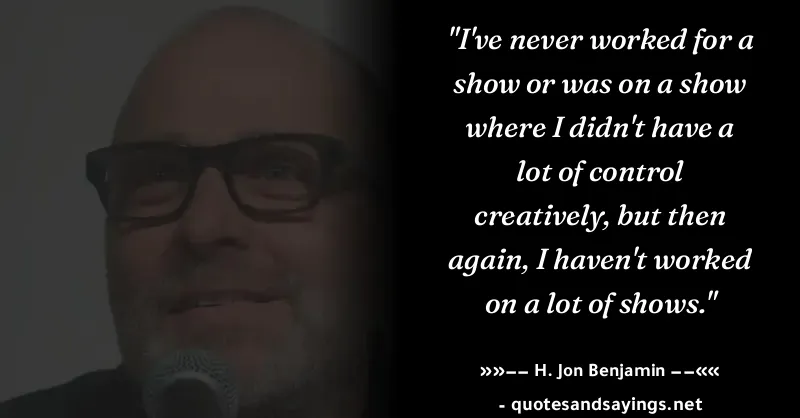 "I've never worked for a
show or was on a show
where I didn't have a
lot of control
creatively, but then
again, I haven't worked
on a lot of shows."
»»-- H. Jon Benjamin --««
- quotesandsayings.net